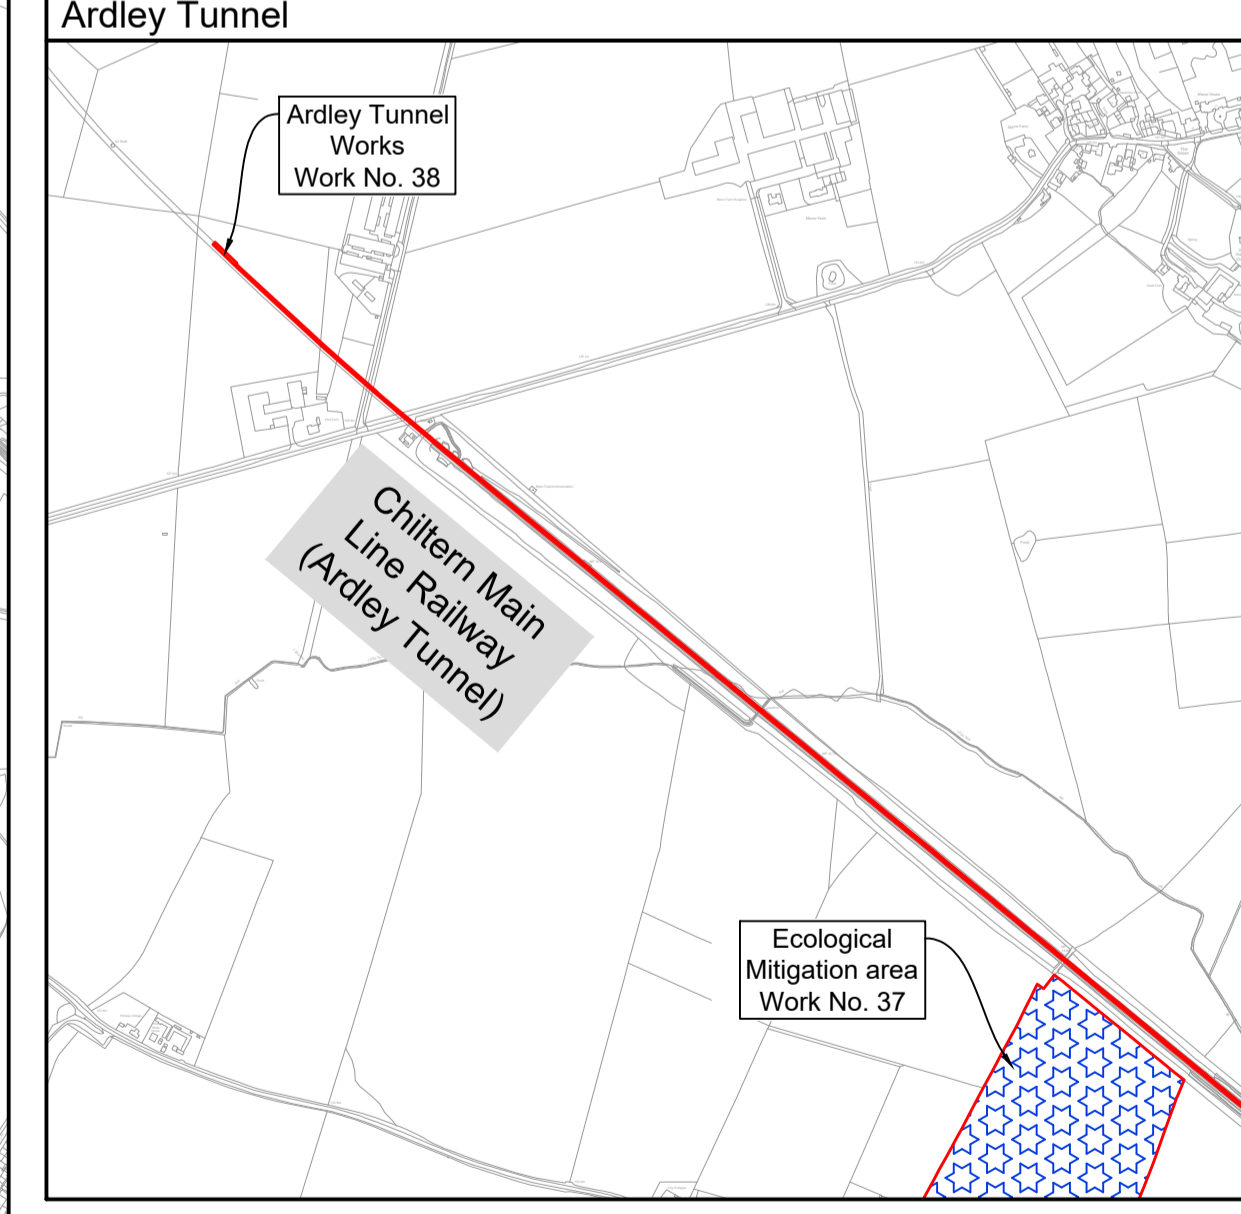 Ardley Tunnel
Ardley Tunnel
Works
Work No. 38
Chiltern Main
Line Railway
(Ardley Tunnel)
Ecological
Mitigation area
Work No. 37